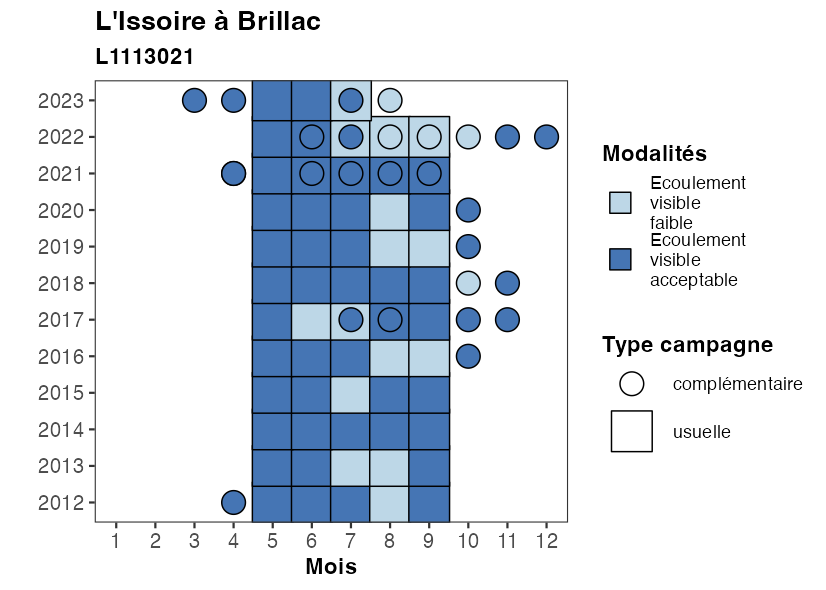 L'Issoire à Brillac
L1113021
2023
2022
2021
2020
2019
2018
2017
2016
2015
2014
2013
2012
1 2 3 4 5 6 7 8 9 10 11 12
Mois
Modalités
Ecoulement
visible
faible
Ecoulement
visible
acceptable
Type campagne
complémentaire
usuelle